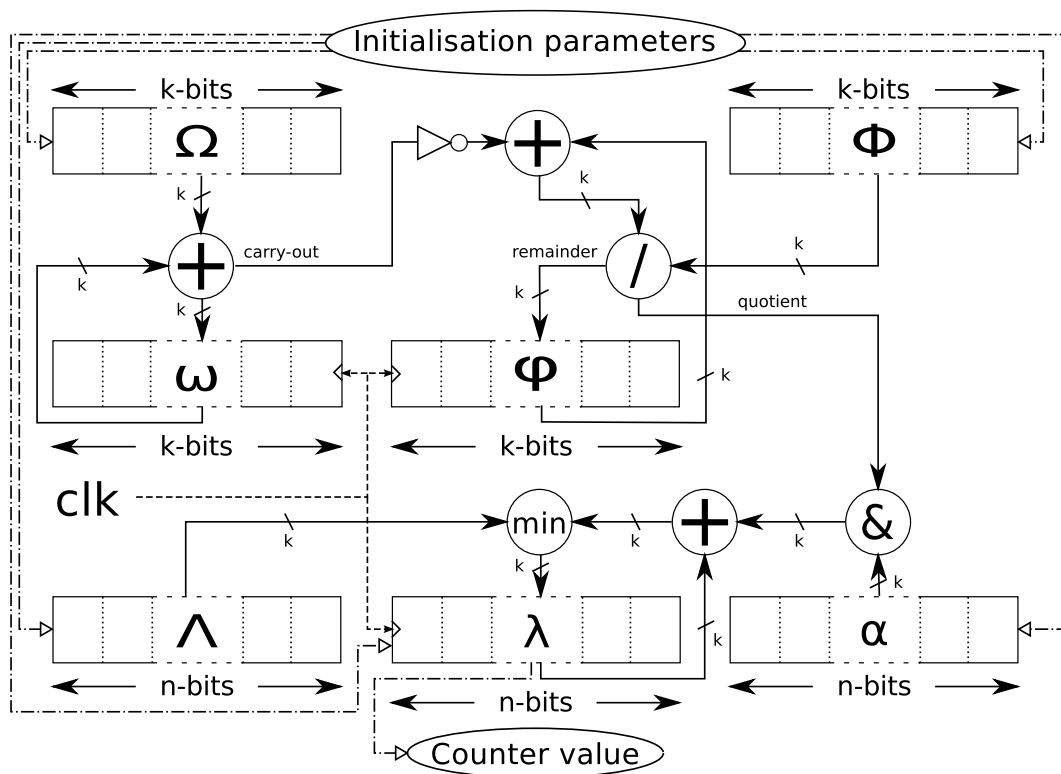 Initialisation parameters
k-bits
k-bits
Ω
+
Φ
k
k
carry-out
remainder
k
+
/
k
k
k
quotient
ω
φ
k
k-bits
k-bits
clk
min
+
&
k
k
k
k
k
Λ
λ
k
α
n-bits
n-bits
n-bits
Counter value